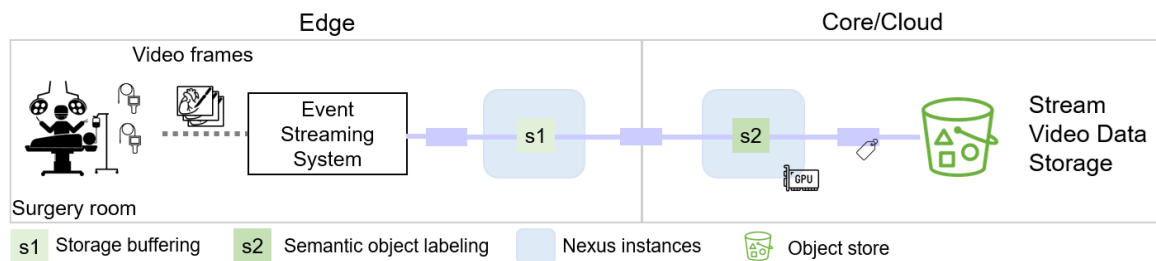 Edge
Core/Cloud
Video frames
Event
Streaming
System
s1
s2
GPU
Stream
Video Data
Storage
Surgery room
s1 Storage buffering
s2 Semantic object labeling
Nexus instances
Object store